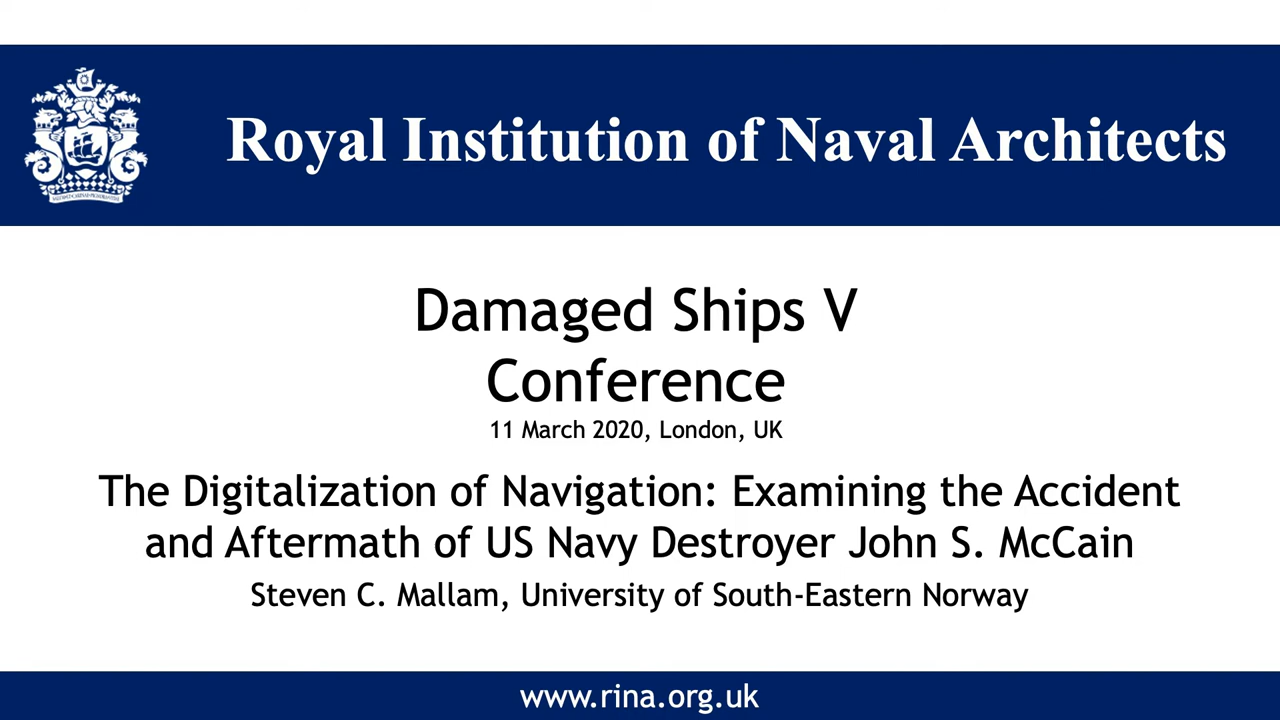 Royal Institution of Naval Architects
Damaged Ships V
Conference
11 March 2020, London, UK
The Digitalization of Navigation: Examining the Accident
and Aftermath of US Navy Destroyer John S. McCain
Steven C. Mallam, University of South-Eastern Norway
www.rina.org.uk